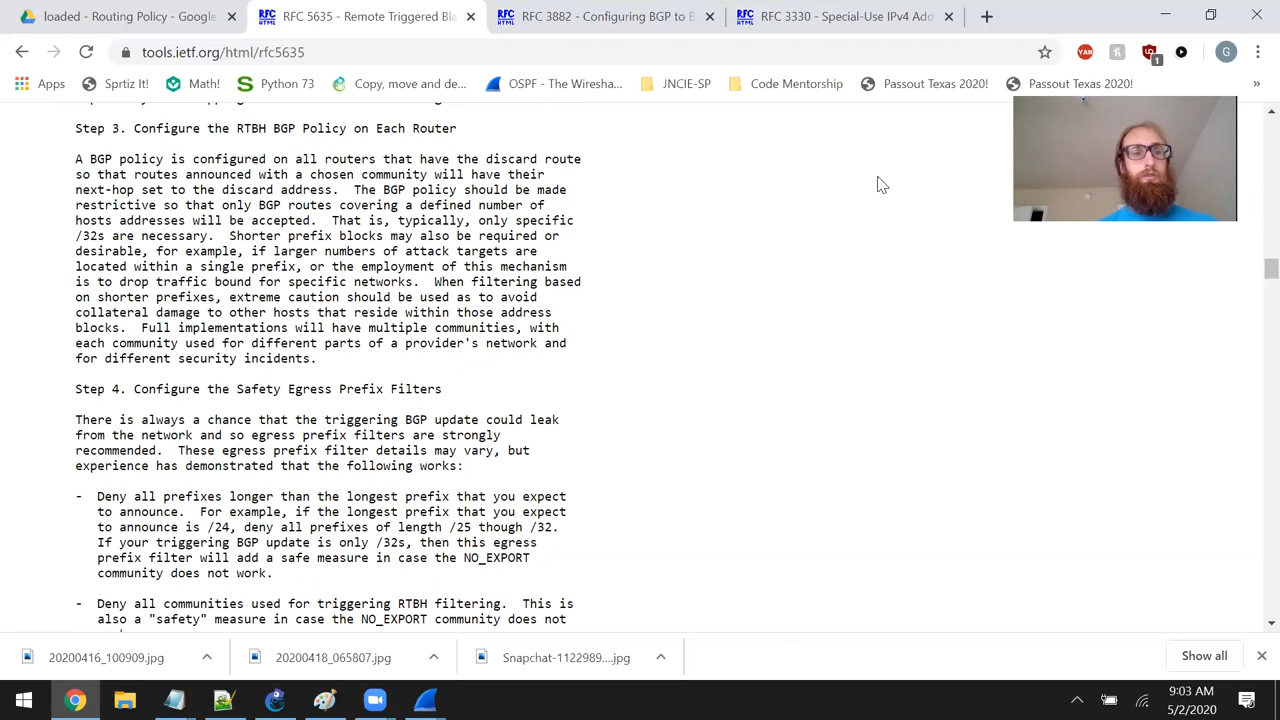 loaded - Routing Policy - Google
RFC 5635 - Remote Triggered Bla
RFC 3882 - Configuring BGP to
RFC 3330 - Special-Use IPv4 Ad
tools.ietf.org/html/rfc5635
YAB
1
G
Apps
Sprtiz It!
Math!
Python 73
Copy, move and de...
OSPF - The Wiresha...
JNCIE-SP
Code Mentorship
Passout Texas 2020!
Passout Texas 2020!
»
Step 3. Configure the RTBH BGP Policy on Each Router
A BGP policy is configured on all routers that have the discard route
so that routes announced with a chosen community will have their
next-hop set to the discard address. The BGP policy should be made
restrictive so that only BGP routes covering a defined number of
hosts addresses will be accepted. That is, typically, only specific
/32s are necessary. Shorter prefix blocks may also be required or
desirable, for example, if larger numbers of attack targets are
located within a single prefix, or the employment of this mechanism
is to drop traffic bound for specific networks. When filtering based
on shorter prefixes, extreme caution should be used as to avoid
collateral damage to other hosts that reside within those address
blocks. Full implementations will have multiple communities, with
each community used for different parts of a provider's network and
for different security incidents.
Step 4. Configure the Safety Egress Prefix Filters
There is always a chance that the triggering BGP update could leak
from the network and so egress prefix filters are strongly
recommended. These egress prefix filter details may vary, but
experience has demonstrated that the following works:
- Deny all prefixes longer than the longest prefix that you expect
to announce. For example, if the longest prefix that you expect
to announce is /24, deny all prefixes of length /25 though /32.
If your triggering BGP update is only /32s, then this egress
prefix filter will add a safe measure in case the NO_EXPORT
community does not work.
- Deny all communities used for triggering RTBH filtering. This is
also a "safety" measure in case the NO_EXPORT community does not
20200416_100909.jpg
20200418_065807.jpg
Snapchat-1122989....jpg
Show all
9:03 AM
5/2/2020